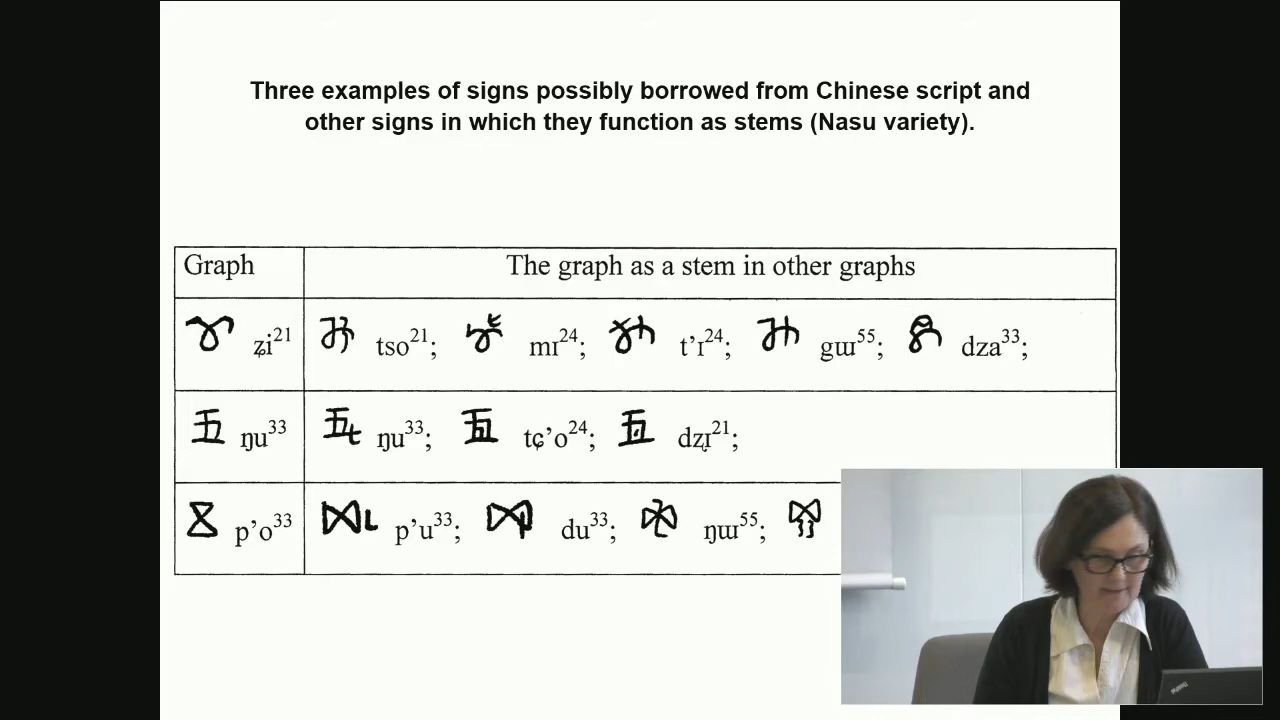 Three examples of signs possibly borrowed from Chinese script and
other signs in which they function as stems (Nasu variety).
Graph The graph as a stem in other graphs
ʑi²¹ tso²¹; mɪ²⁴; t’ɪ²⁴; gɯ⁵⁵; dza³³;
五 ŋu³³ ŋu³³; tɕ’o²⁴; dʐɪ²¹;
p’o³³ p’u³³; du³³; ŋɯ⁵⁵;